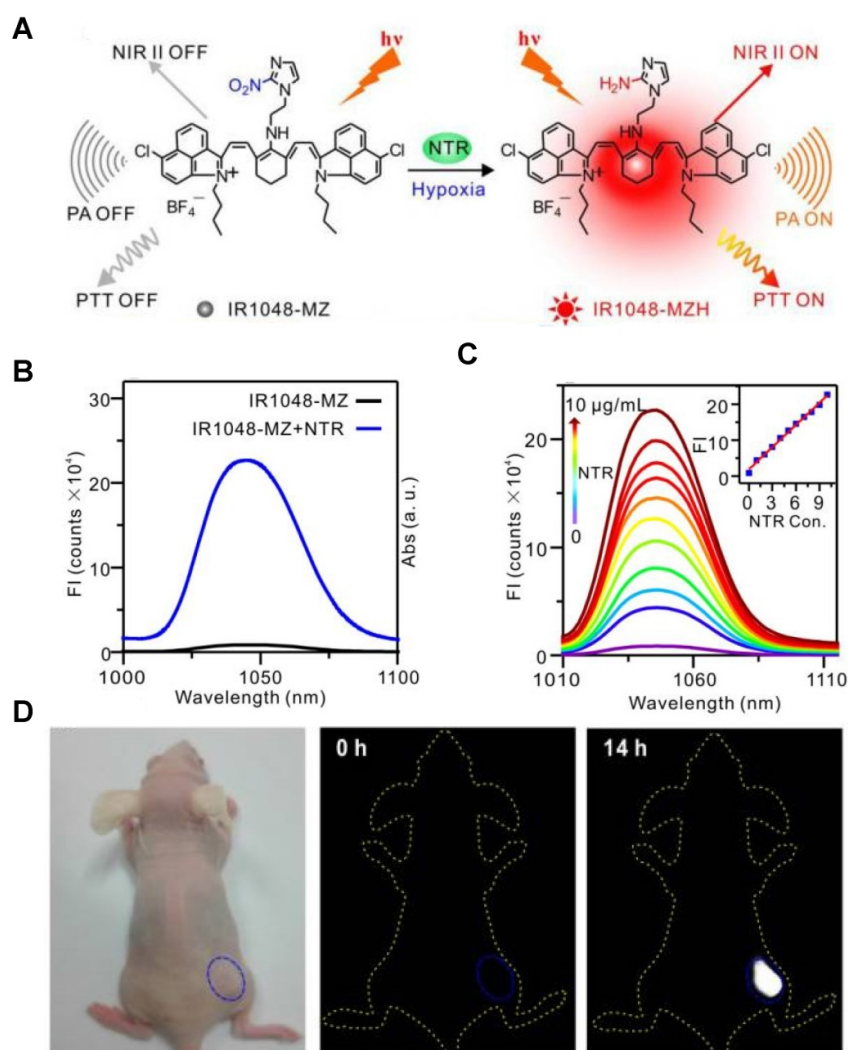 A
NIR II OFF
hν
hν
NIR II ON
O₂N
N
N
NH
H₂N
N
N
HN
Cl
N+
N
Cl
NTR
Hypoxia
Cl
N+
N
Cl
PA OFF
BF₄⁻
BF₄⁻
PA ON
PTT OFF
IR1048-MZ
IR1048-MZH
PTT ON
B
FI (counts ×10⁴)
30
20
10
0
IR1048-MZ
IR1048-MZ+NTR
Abs (a. u.)
1000
1050
1100
Wavelength (nm)
C
FI (counts ×10⁴)
20
10
0
10 μg/mL
NTR
0
FI
20
10
0
0
3
6
9
NTR Con.
1010
1060
1110
Wavelength (nm)
D
0 h
14 h